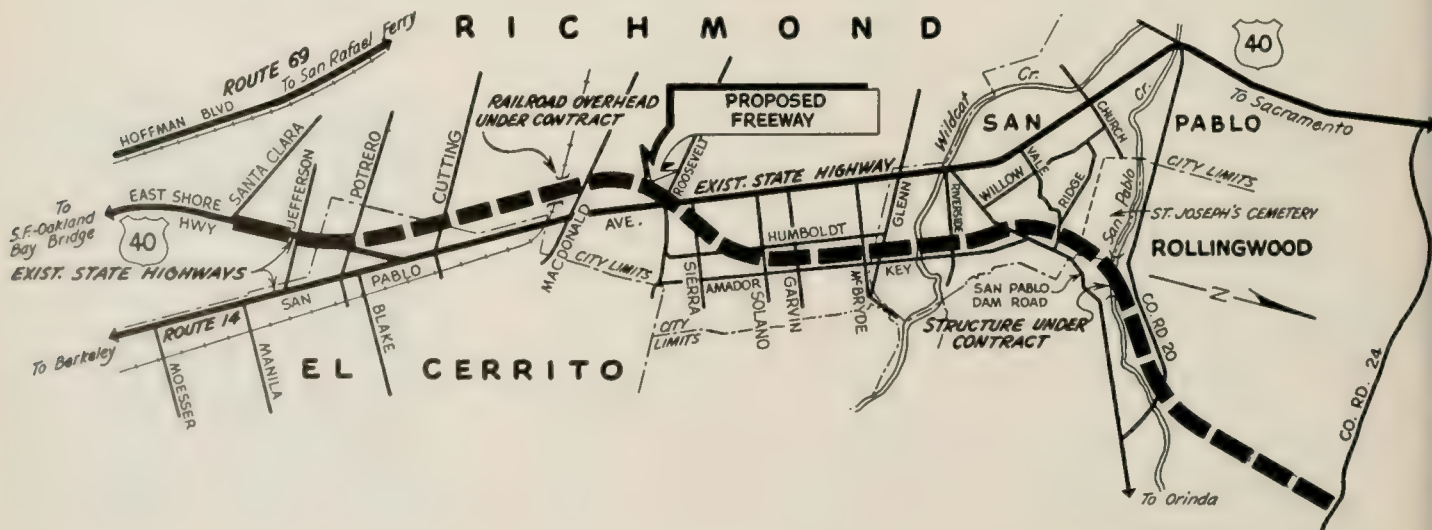 RICHMOND
ROUTE 69
To San Rafael Ferry
HOFFMAN BLVD
40
To Sacramento
RAILROAD OVERHEAD
UNDER CONTRACT
PROPOSED
FREEWAY
Wildcat
Cr.
SAN
PABLO
CHURCH
San Pablo
Cr.
SANTA CLARA
JEFFERSON
POTRERO
CUTTING
ROOSEVELT
EXIST. STATE HIGHWAY
GLENN
RIVERSIDE
WILLOW
VALE
RIDGE
CITY LIMITS
ST. JOSEPH'S CEMETERY
ROLLINGWOOD
To
S.F.-Oakland
Bay Bridge
EAST SHORE
HWY
40
EXIST. STATE HIGHWAYS
MACDONALD
AVE.
CITY LIMITS
HUMBOLDT
KEY
SIERRA
AMADOR
SOLANO
GARVIN
McBRYDE
SAN PABLO
DAM ROAD
N
CO. RD 20
CO. RD. 24
SAN PABLO
ROUTE 14
To Berkeley
MOESSER
MANILA
BLAKE
CITY
LIMITS
STRUCTURE UNDER
CONTRACT
EL CERRITO
To Orinda